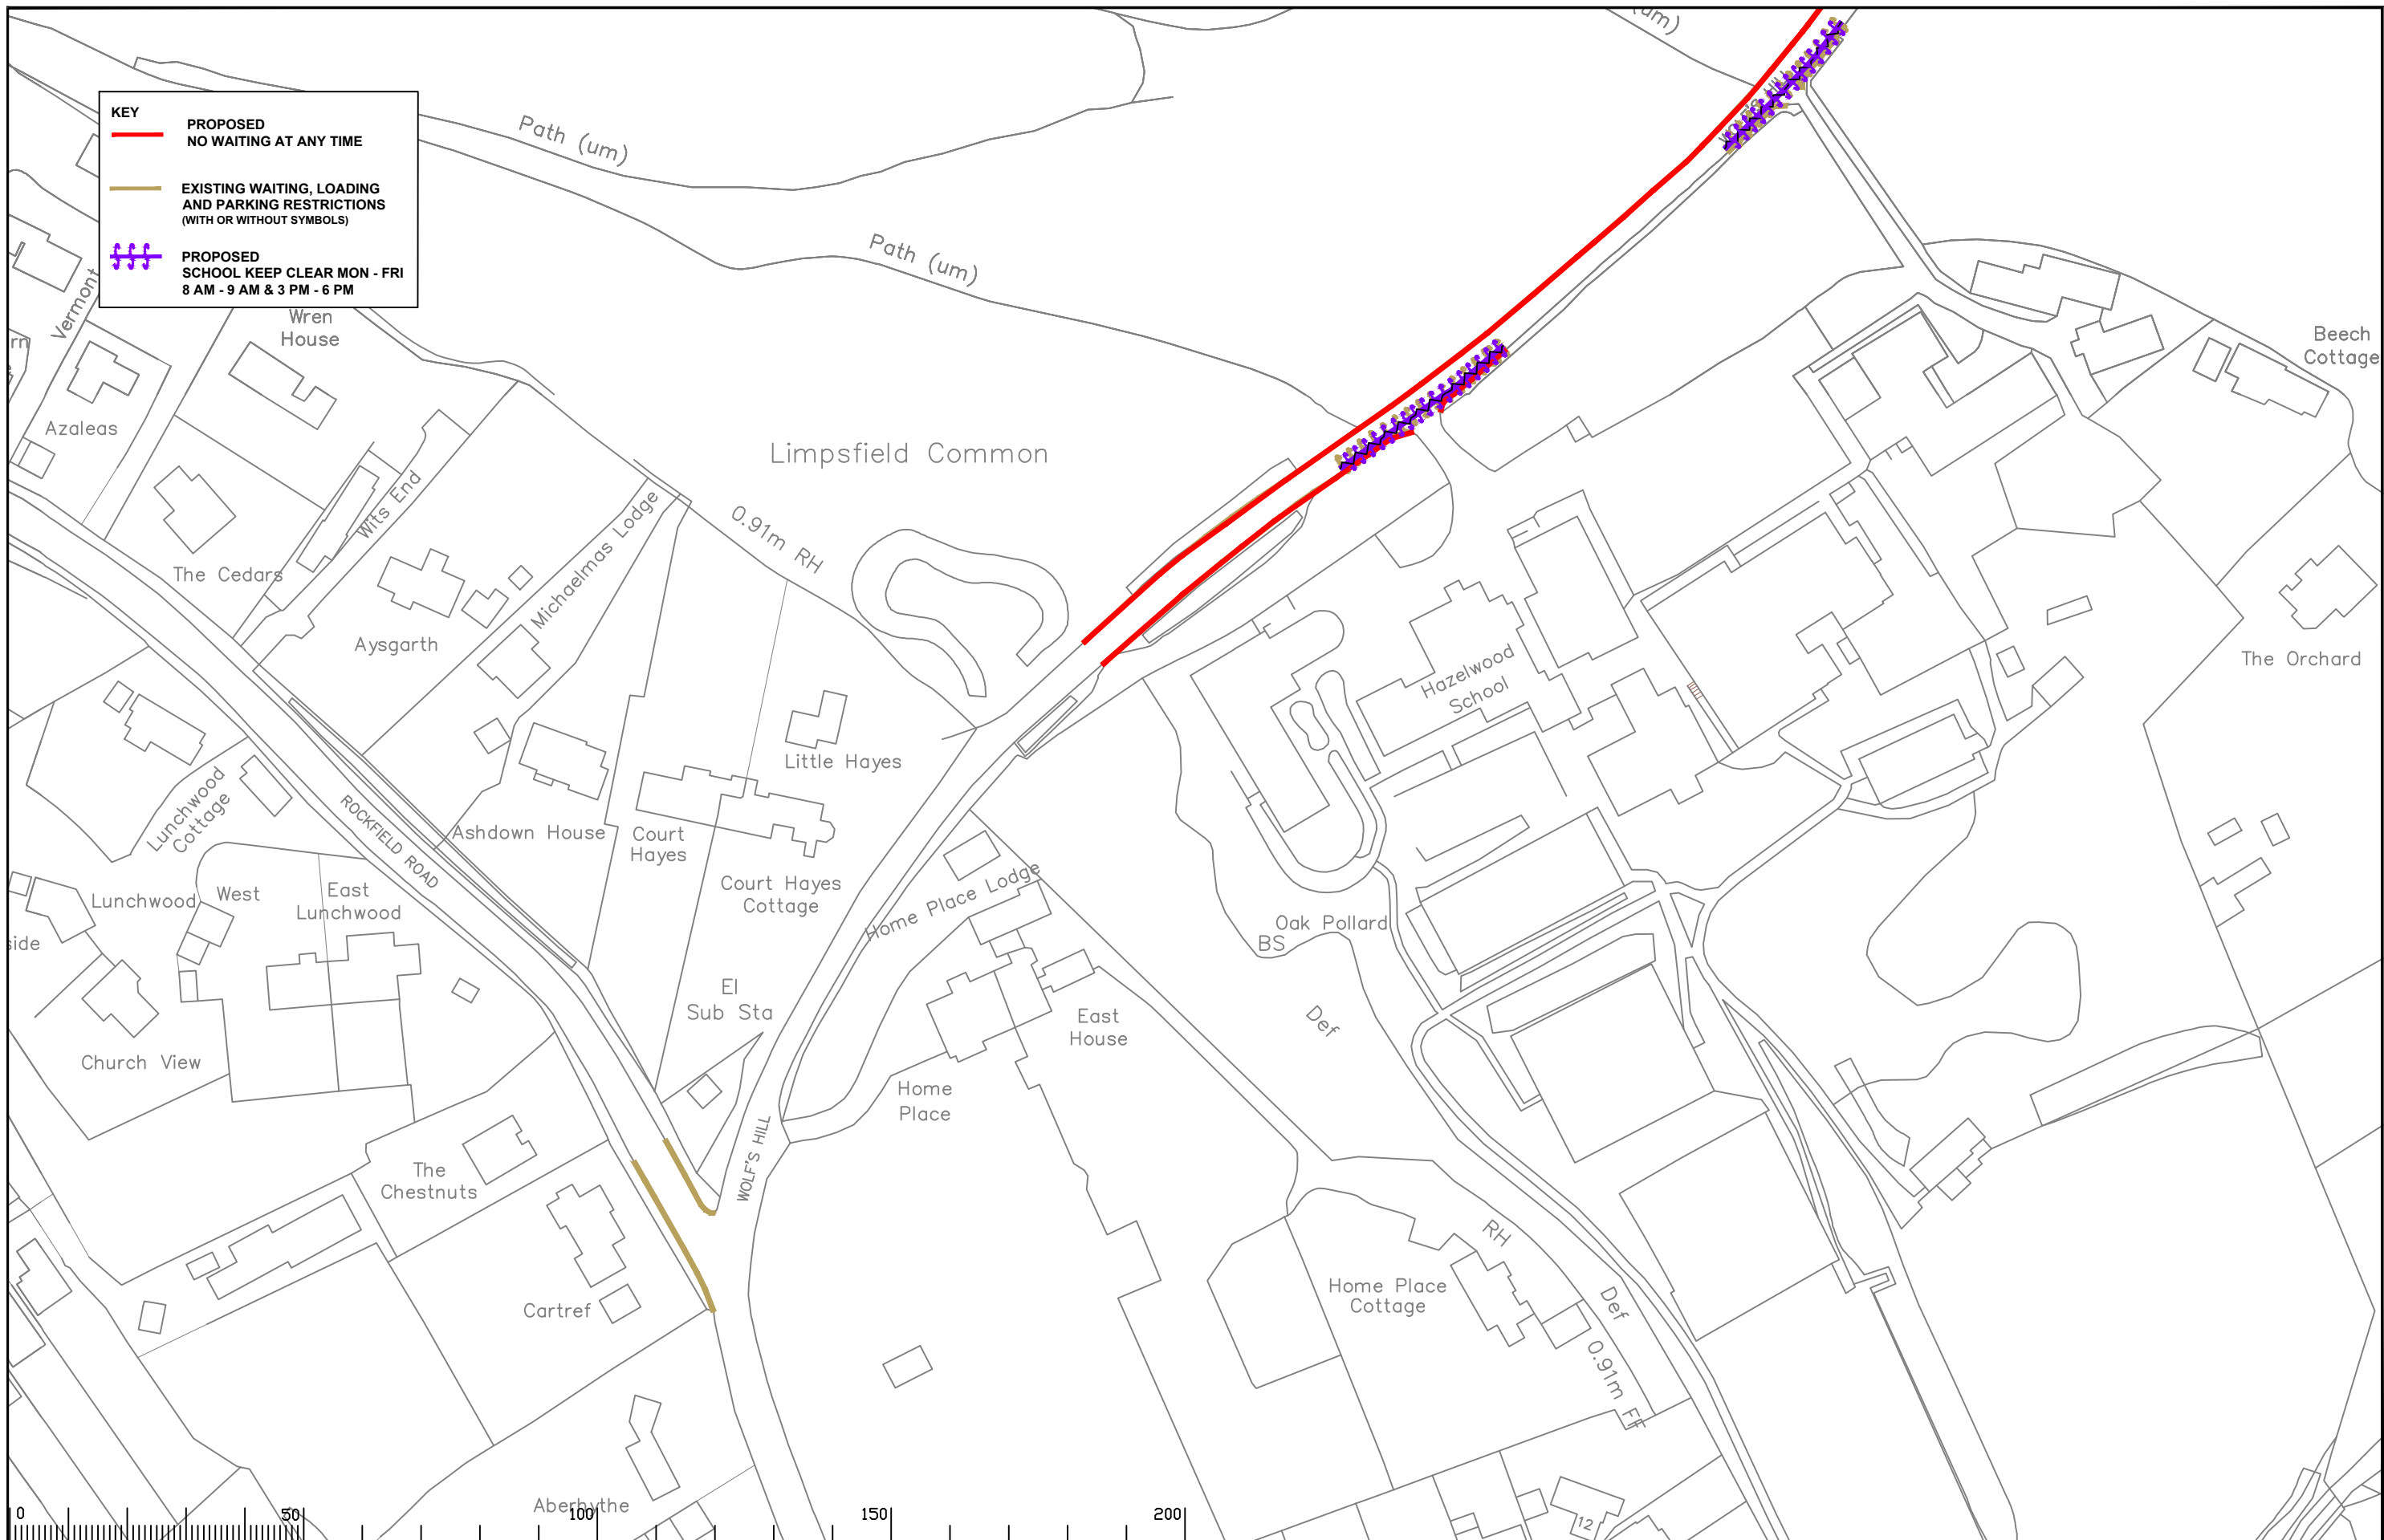 (um)
KEY
PROPOSED
NO WAITING AT ANY TIME
EXISTING WAITING, LOADING
AND PARKING RESTRICTIONS
(WITH OR WITHOUT SYMBOLS)
PROPOSED
SCHOOL KEEP CLEAR MON - FRI
8 AM - 9 AM & 3 PM - 6 PM
Path (um)
Path (um)
Vermont
Wren
House
rn
Beech
Cottage
Azaleas
Limpsfield Common
Wits End
Michaelmas Lodge
0.91m RH
The Cedars
Aysgarth
Hazelwood
School
The Orchard
Little Hayes
Lunchwood
Cottage
ROCKFIELD ROAD
Ashdown House
Court
Hayes
Court Hayes
Cottage
Home Place Lodge
Lunchwood
West
East
Lunchwood
Oak Pollard
BS
side
El
Sub Sta
East
House
Def
Church View
Home
Place
WOLF'S HILL
The
Chestnuts
RH
Home Place
Cottage
Def
Cartref
0.91m FF
Aberhythe
12
0
50
100
150
200